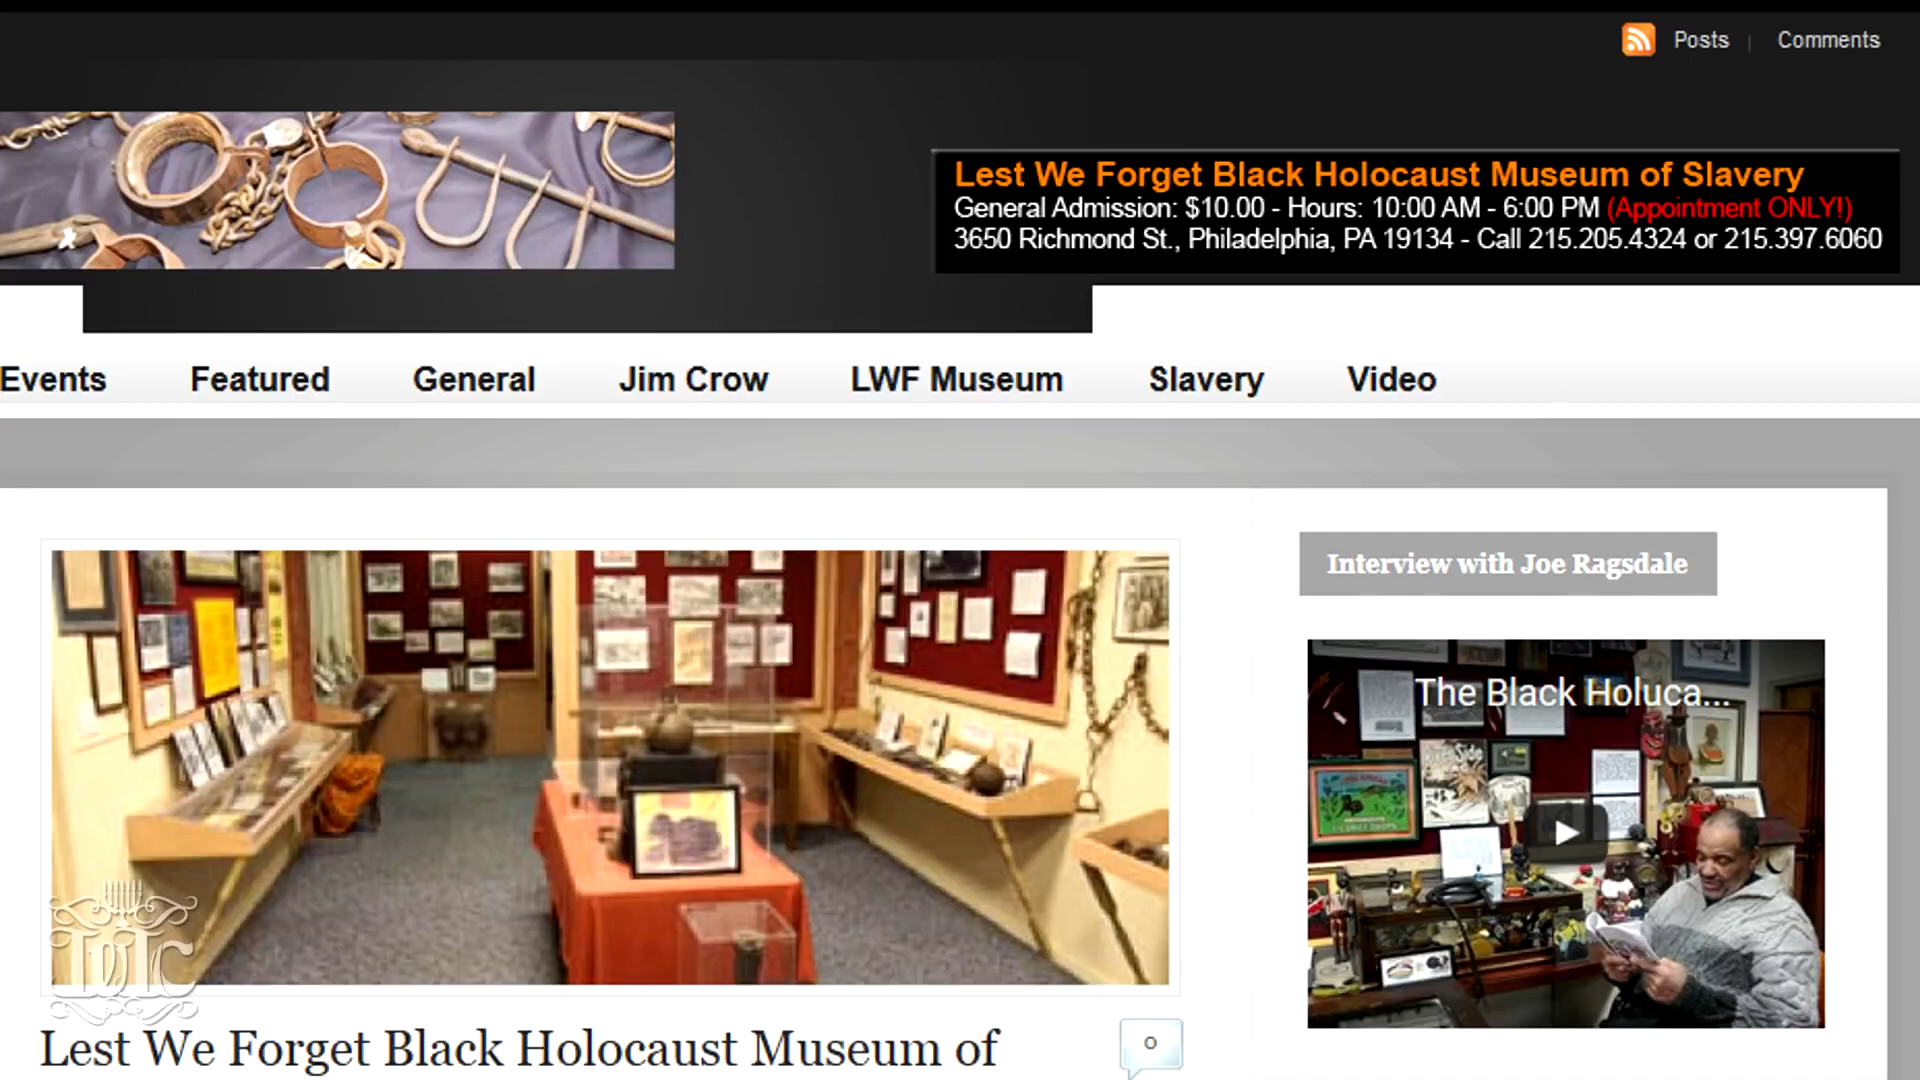 Posts | Comments
Lest We Forget Black Holocaust Museum of Slavery
General Admission: $10.00 - Hours: 10:00 AM - 6:00 PM (Appointment ONLY!)
3650 Richmond St., Philadelphia, PA 19134 - Call 215.205.4324 or 215.397.6060
Events Featured General Jim Crow LWF Museum Slavery Video
Interview with Joe Ragsdale
The Black Holuca...
Lest We Forget Black Holocaust Museum of
0